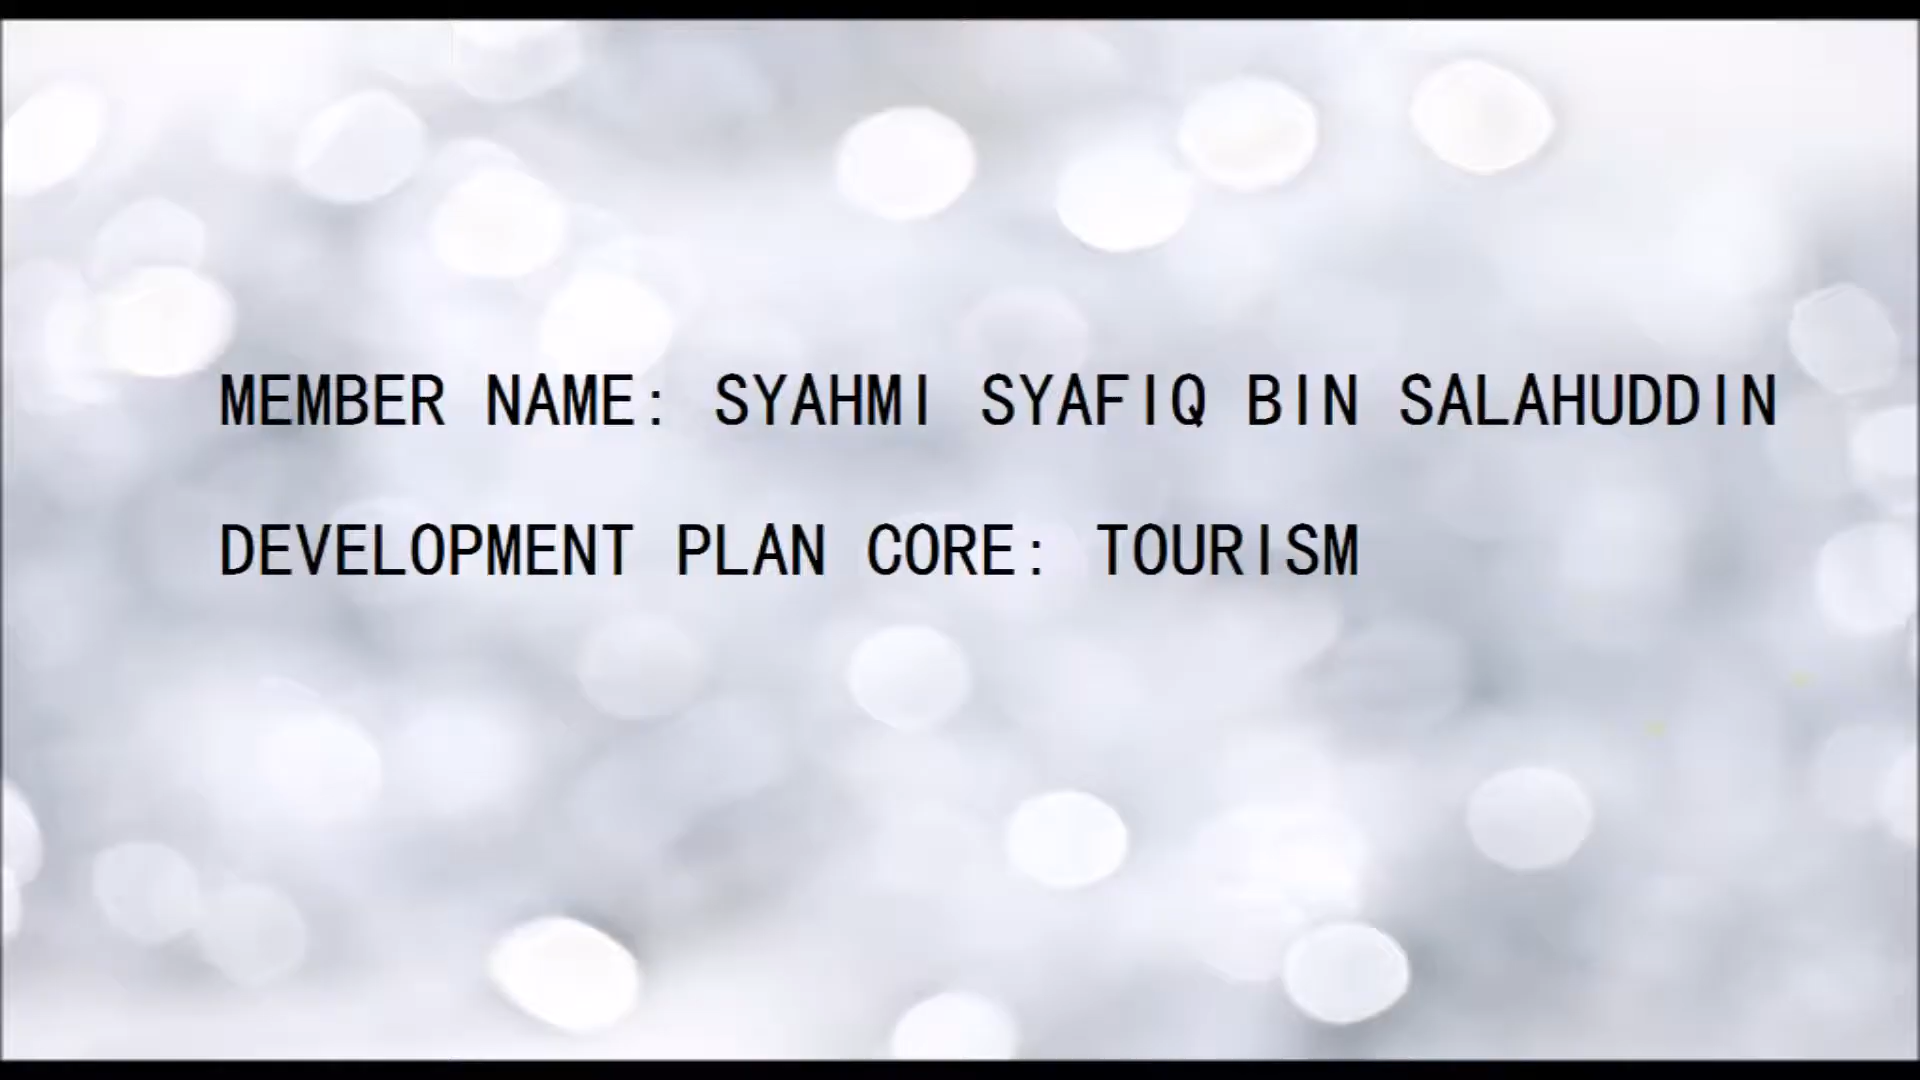 MEMBER NAME: SYAHMI SYAFIQ BIN SALAHUDDIN
DEVELOPMENT PLAN CORE: TOURISM